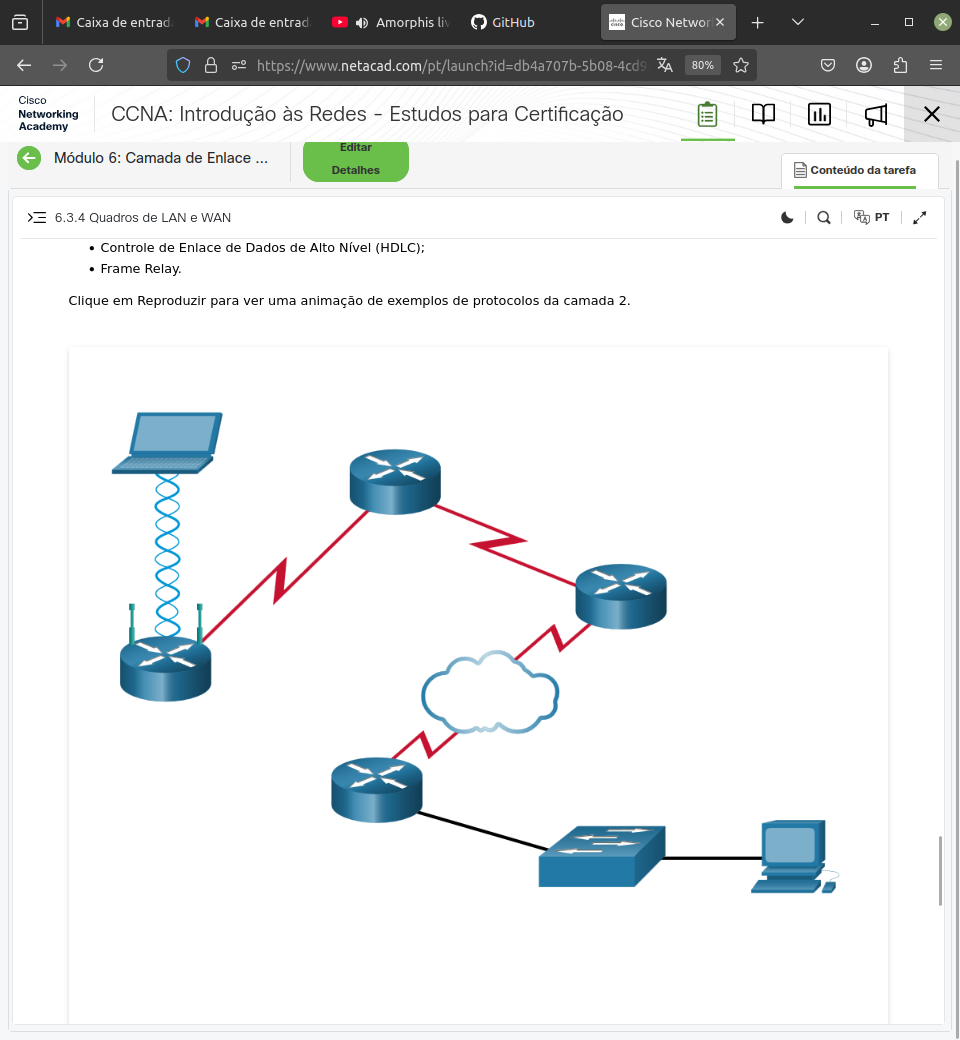 Caixa de entrad
Caixa de entrad
Amorphis liv
GitHub
Cisco Networ
https://www.netacad.com/pt/launch?id=db4a707b-5b08-4cd9
80%
Cisco
Networking
Academy
CCNA: Introdução às Redes - Estudos para Certificação
Módulo 6: Camada de Enlace ...
Editar
Detalhes
Conteúdo da tarefa
6.3.4 Quadros de LAN e WAN
PT
• Controle de Enlace de Dados de Alto Nível (HDLC);
• Frame Relay.
Clique em Reproduzir para ver uma animação de exemplos de protocolos da camada 2.